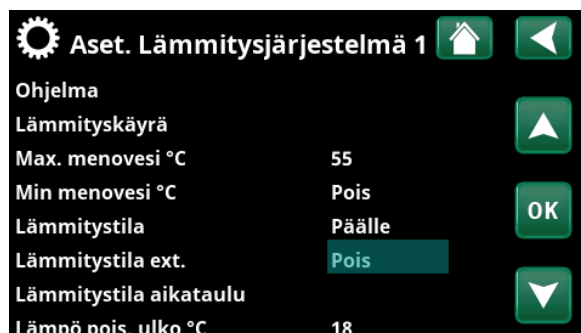 Aset. Lämmitysjärjestelmä 1
Ohjelma
Lämmityskäyrä
Max. menovesi °C 55
Min menovesi °C Pois
Lämmitystila Päälle
OK
Lämmitystila ext. Pois
Lämmitystila aikataulu
Lämpö pois, ulko °C 18